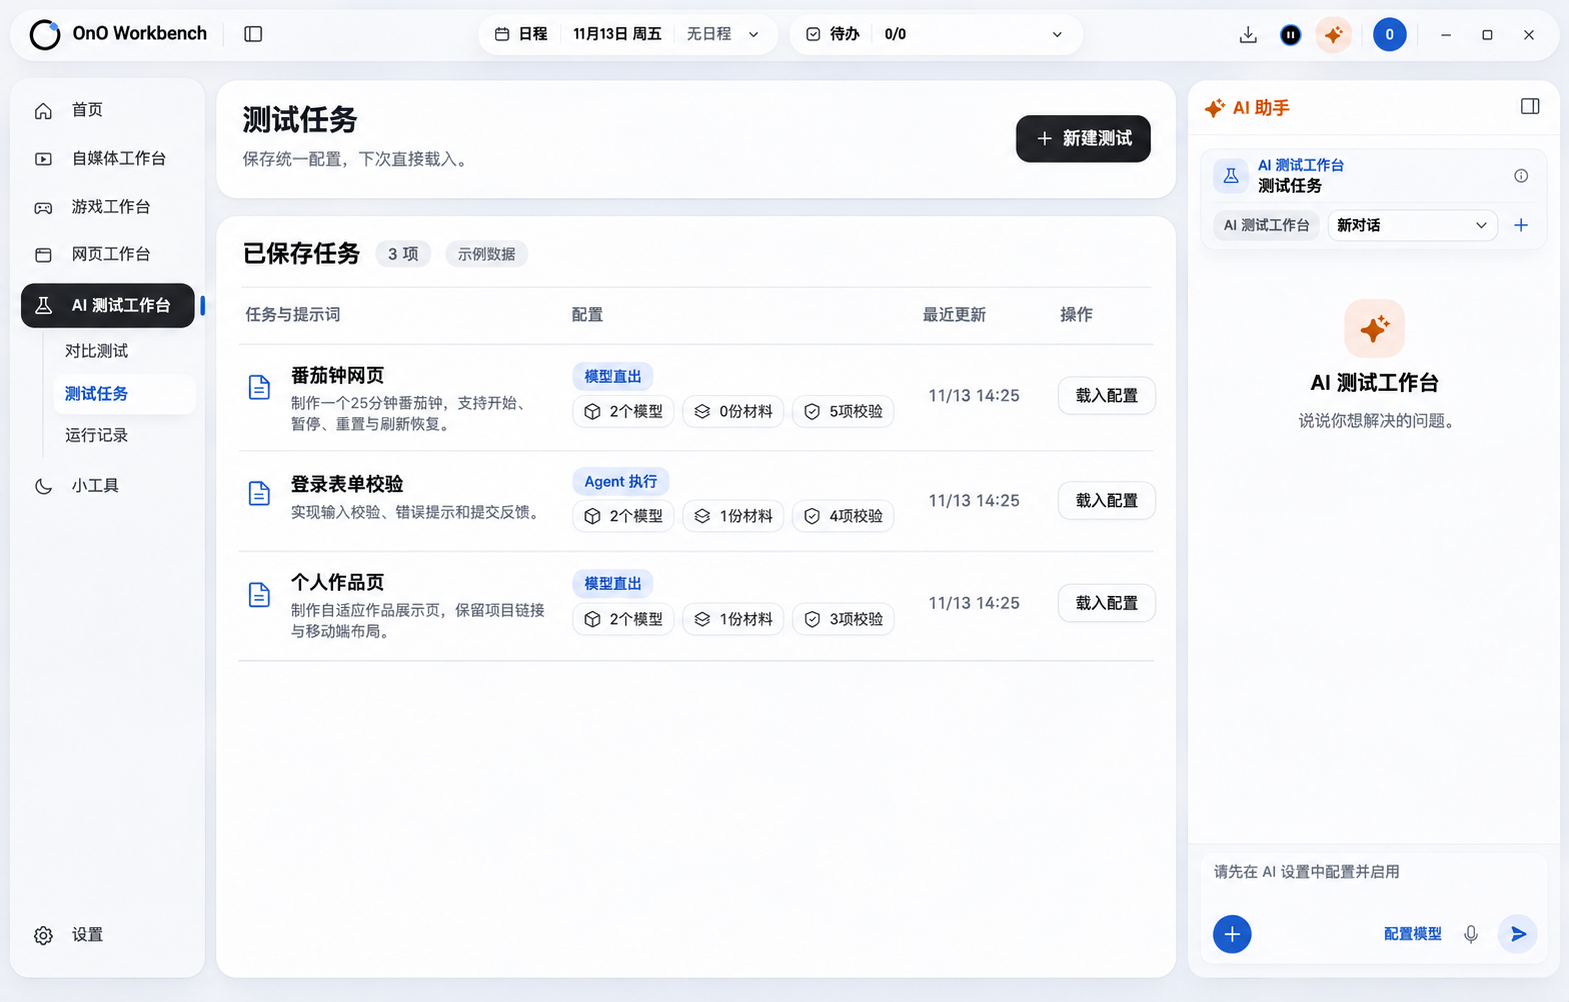 OnO Workbench
日程 11月13日 周五 无日程
待办 0/0
0
首页
自媒体工作台
游戏工作台
网页工作台
AI 测试工作台
对比测试
测试任务
运行记录
小工具
设置
测试任务
保存统一配置，下次直接载入。
新建测试
已保存任务 3 项 示例数据
任务与提示词 配置 最近更新 操作
番茄钟网页
制作一个25分钟番茄钟，支持开始、
暂停、重置与刷新恢复。
模型直出
2个模型 0份材料 5项校验
11/13 14:25
载入配置
登录表单校验
实现输入校验、错误提示和提交反馈。
Agent 执行
2个模型 1份材料 4项校验
11/13 14:25
载入配置
个人作品页
制作自适应作品展示页，保留项目链接
与移动端布局。
模型直出
2个模型 1份材料 3项校验
11/13 14:25
载入配置
AI 助手
AI 测试工作台
测试任务
AI 测试工作台 新对话
AI 测试工作台
说说你想解决的问题。
请先在 AI 设置中配置并启用
配置模型